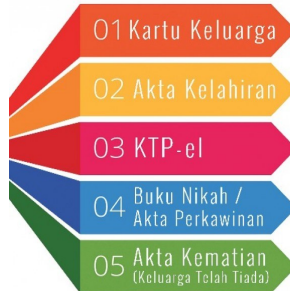 01 Kartu Keluarga
02 Akta Kelahiran
03 KTP-el
04 Buku Nikah /
Akta Perkawinan
05 Akta Kematian
(Keluarga Telah Tiada)